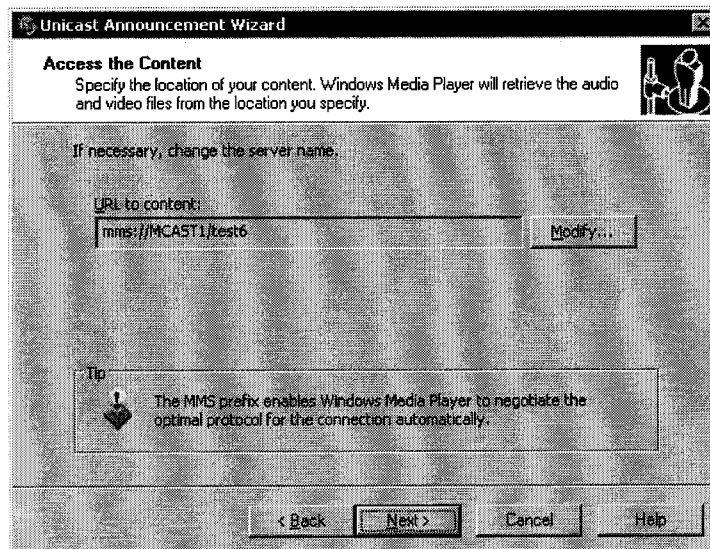 Unicast Announcement Wizard
Access the Content
Specify the location of your content. Windows Media Player will retrieve the audio
and video files from the location you specify.
If necessary, change the server name.
URL to content:
mms://MCAST1/test6
Modify...
Tip
The MMS prefix enables Windows Media Player to negotiate the
optimal protocol for the connection automatically.
< Back Next > Cancel Help